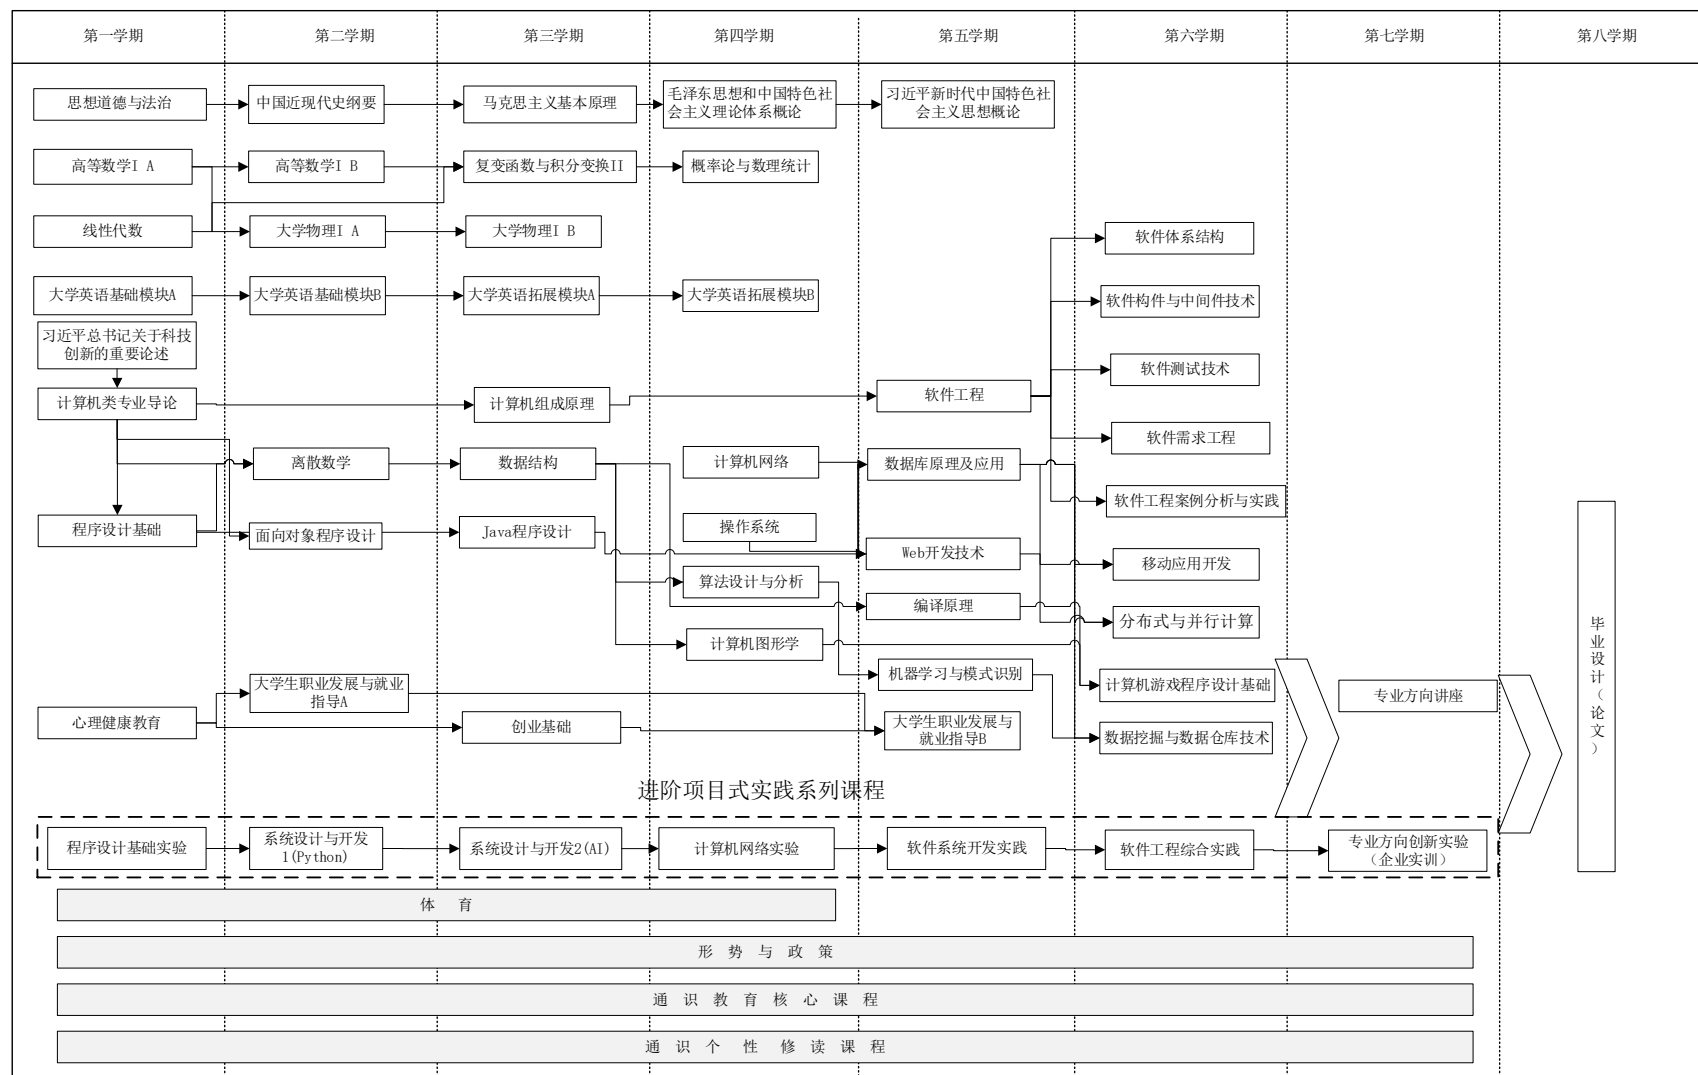 第一学期
第二学期
第三学期
第四学期
第五学期
第六学期
第七学期
第八学期
思想道德与法治
中国近现代史纲要
马克思主义基本原理
毛泽东思想和中国特色社
会主义理论体系概论
习近平新时代中国特色社
会主义思想概论
高等数学I A
高等数学I B
复变函数与积分变换II
概率论与数理统计
线性代数
大学物理I A
大学物理I B
软件体系结构
大学英语基础模块A
大学英语基础模块B
大学英语拓展模块A
大学英语拓展模块B
软件构件与中间件技术
习近平总书记关于科技
创新的重要论述
软件测试技术
计算机类专业导论
计算机组成原理
软件工程
软件需求工程
离散数学
数据结构
计算机网络
数据库原理及应用
软件工程案例分析与实践
程序设计基础
面向对象程序设计
Java程序设计
操作系统
Web开发技术
移动应用开发
算法设计与分析
编译原理
分布式与并行计算
计算机图形学
机器学习与模式识别
计算机游戏程序设计基础
大学生职业发展与就业
指导A
专业方向讲座
心理健康教育
创业基础
大学生职业发展与
就业指导B
数据挖掘与数据仓库技术
毕业设计（论文）
进阶项目式实践系列课程
程序设计基础实验
系统设计与开发
1(Python)
系统设计与开发2(AI)
计算机网络实验
软件系统开发实践
软件工程综合实践
专业方向创新实验
（企业实训）
体 育
形 势 与 政 策
通 识 教 育 核 心 课 程
通 识 个 性 修 读 课 程